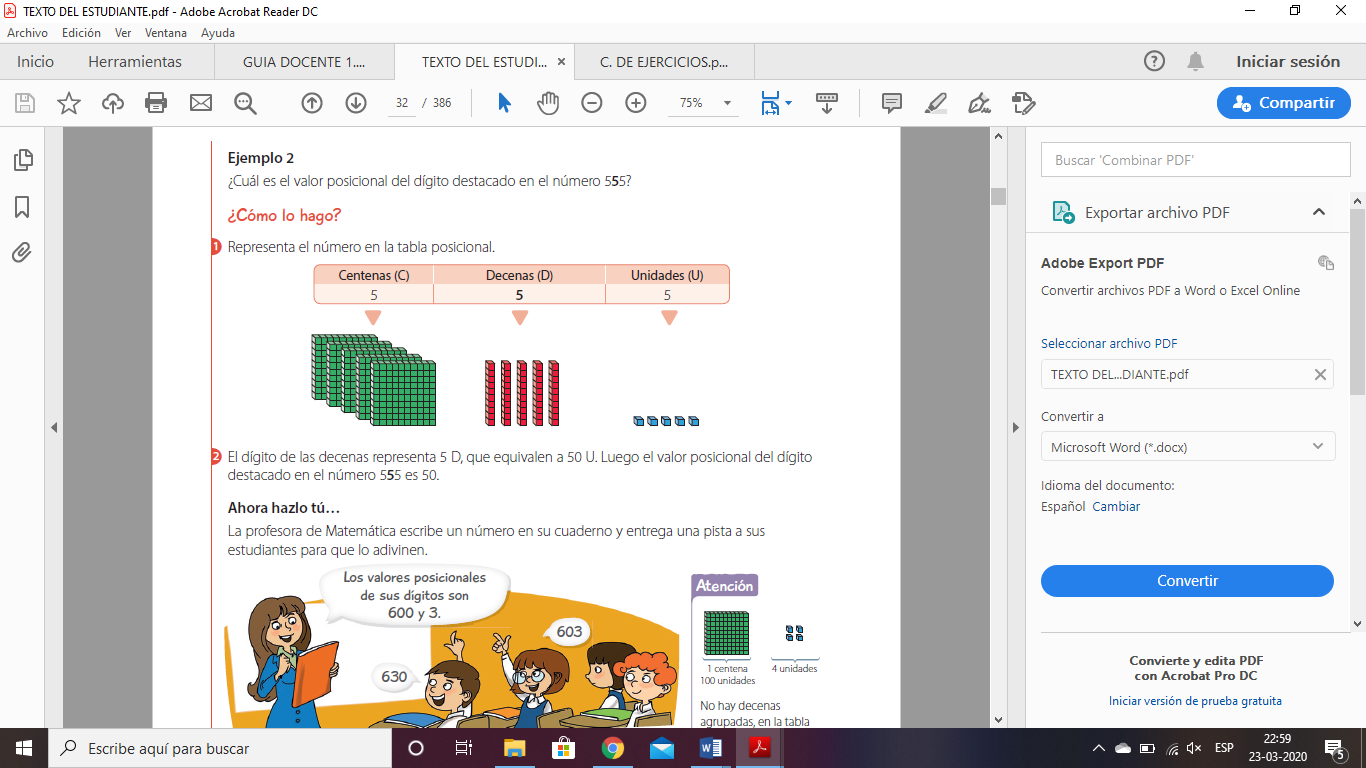 TEXTO DEL ESTUDIANTE.pdf - Adobe Acrobat Reader DC
Archivo Edición Ver Ventana Ayuda
Inicio Herramientas GUIA DOCENTE 1.... TEXTO DEL ESTUDI... × C. DE EJERCICIOS.p... Iniciar sesión
32 / 386 75% Compartir
Ejemplo 2
¿Cuál es el valor posicional del dígito destacado en el número 555?
¿Cómo lo hago?
1 Representa el número en la tabla posicional.
Centenas (C) Decenas (D) Unidades (U)
5 5 5
2 El dígito de las decenas representa 5 D, que equivalen a 50 U. Luego el valor posicional del dígito
destacado en el número 555 es 50.
Ahora hazlo tú…
La profesora de Matemática escribe un número en su cuaderno y entrega una pista a sus
estudiantes para que lo adivinen.
Los valores posicionales
de sus dígitos son
600 y 3.
603
630
Atención
1 centena
100 unidades
4 unidades
No hay decenas
agrupadas, en la tabla
Buscar 'Combinar PDF'
Exportar archivo PDF
Adobe Export PDF
Convertir archivos PDF a Word o Excel Online
Seleccionar archivo PDF
TEXTO DEL...DIANTE.pdf
Convertir a
Microsoft Word (*.docx)
Idioma del documento:
Español Cambiar
Convertir
Convierte y edita PDF
con Acrobat Pro DC
Iniciar versión de prueba gratuita
Escribe aquí para buscar
ESP
22:59
23-03-2020
5